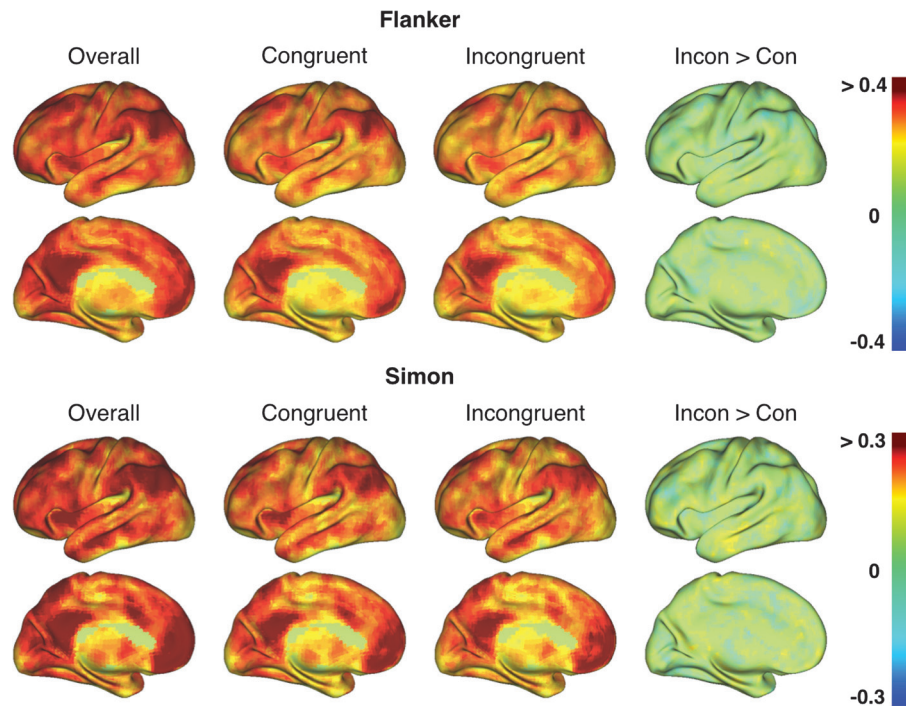 Flanker
Overall Congruent Incongruent Incon > Con
> 0.4
0
-0.4
Simon
Overall Congruent Incongruent Incon > Con
> 0.3
0
-0.3